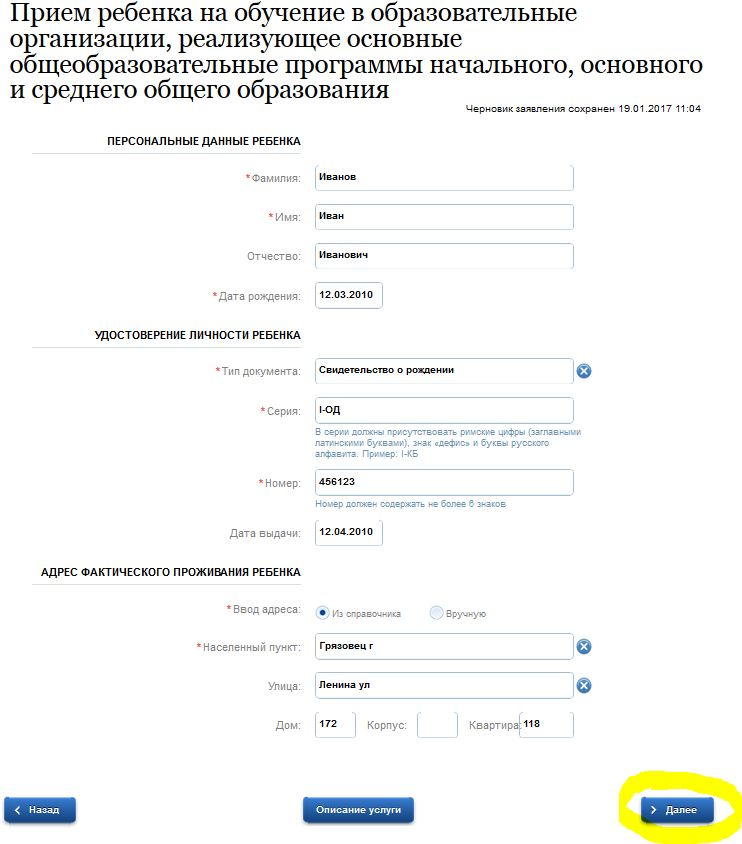 Прием ребенка на обучение в образовательные
организации, реализующее основные
общеобразовательные программы начального, основного
и среднего общего образования
Черновик заявления сохранен 19.01.2017 11:04
ПЕРСОНАЛЬНЫЕ ДАННЫЕ РЕБЕНКА
*Фамилия: Иванов
*Имя: Иван
Отчество: Иванович
*Дата рождения: 12.03.2010
УДОСТОВЕРЕНИЕ ЛИЧНОСТИ РЕБЕНКА
*Тип документа: Свидетельство о рождении
*Серия: I-ОД
В серии должны присутствовать римские цифры (заглавными
латинскими буквами), знак «дефис» и буквы русского
алфавита. Пример: I-КБ
*Номер: 456123
Номер должен содержать не более 6 знаков
Дата выдачи: 12.04.2010
АДРЕС ФАКТИЧЕСКОГО ПРОЖИВАНИЯ РЕБЕНКА
*Ввод адреса: Из справочника Вручную
*Населенный пункт: Грязовец г
Улица: Ленина ул
Дом: 172 Корпус: Квартира: 118
Назад Описание услуги Далее